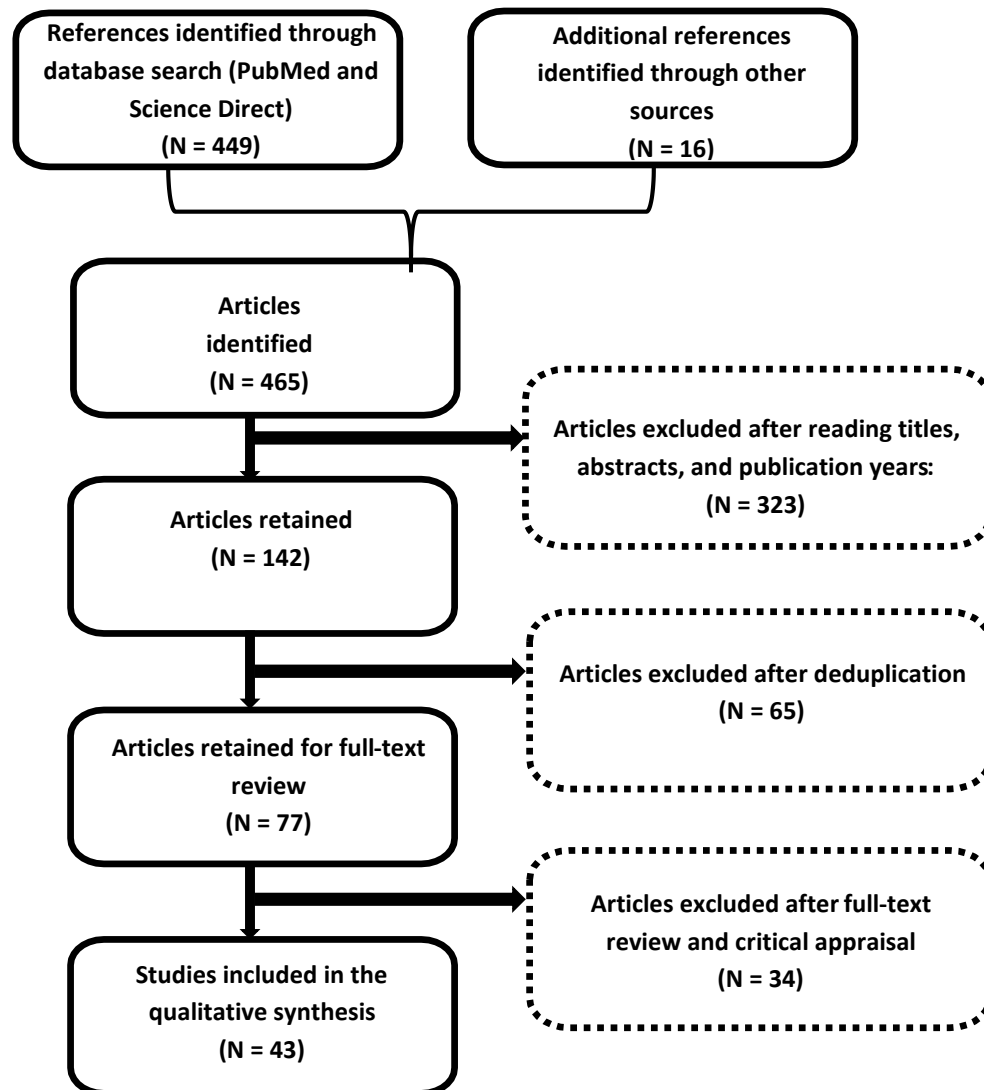 References identified through
database search (PubMed and
Science Direct)
(N = 449)
Additional references
identified through other
sources
(N = 16)
Articles
identified
(N = 465)
Articles excluded after reading titles,
abstracts, and publication years:
(N = 323)
Articles retained
(N = 142)
Articles excluded after deduplication
(N = 65)
Articles retained for full-text
review
(N = 77)
Articles excluded after full-text
review and critical appraisal
(N = 34)
Studies included in the
qualitative synthesis
(N = 43)